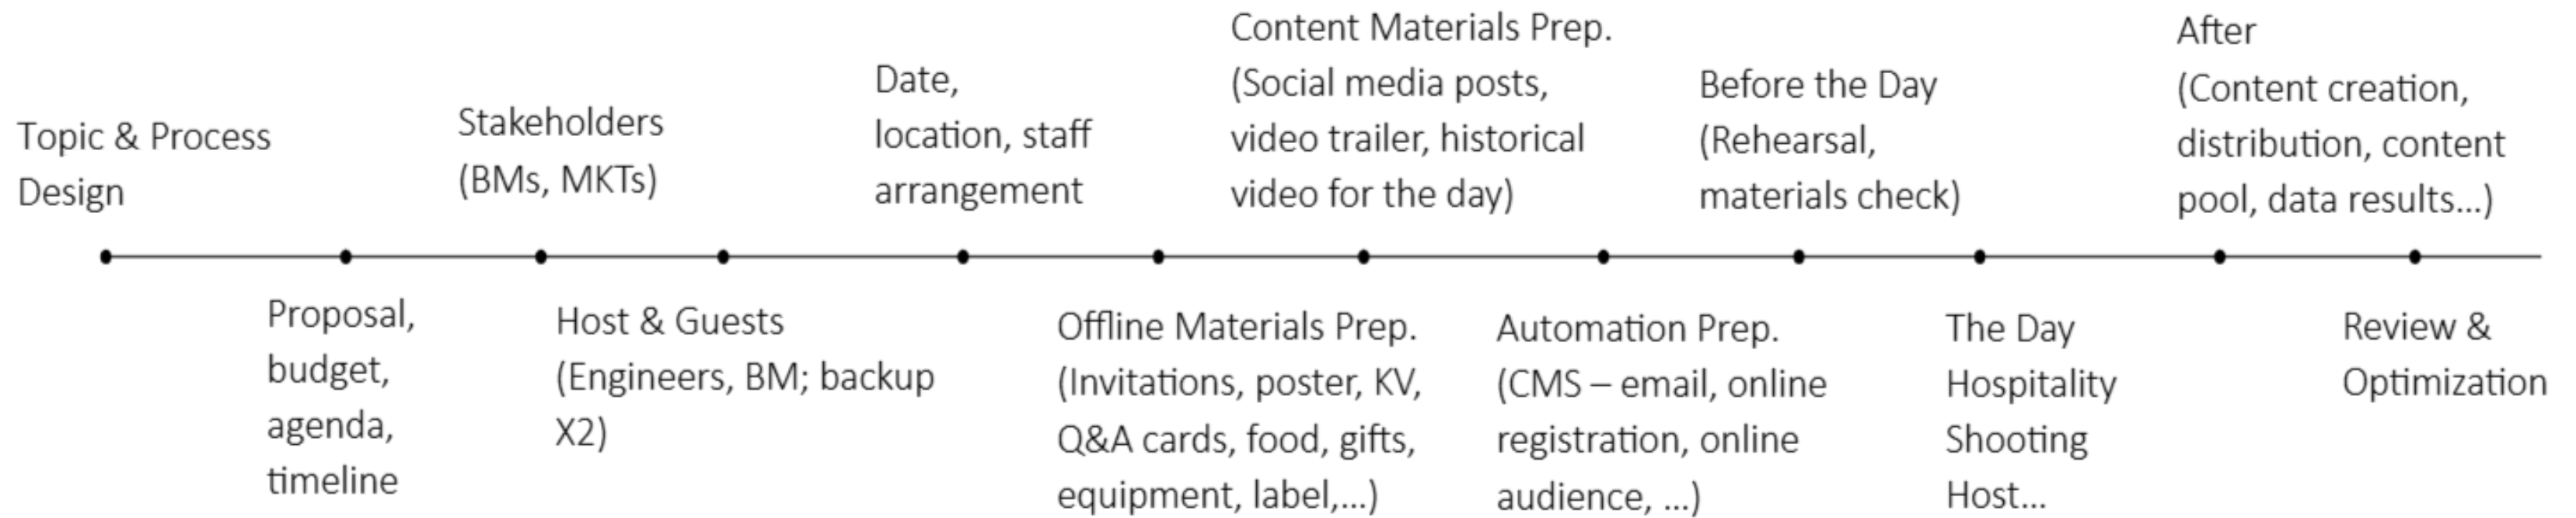 Topic & Process
Design
Proposal,
budget,
agenda,
timeline
Stakeholders
(BMs, MKTs)
Host & Guests
(Engineers, BM; backup
X2)
Date,
location, staff
arrangement
Offline Materials Prep.
(Invitations, poster, KV,
Q&A cards, food, gifts,
equipment, label,...)
Content Materials Prep.
(Social media posts,
video trailer, historical
video for the day)
Automation Prep.
(CMS – email, online
registration, online
audience, ...)
Before the Day
(Rehearsal,
materials check)
The Day
Hospitality
Shooting
Host...
After
(Content creation,
distribution, content
pool, data results...)
Review &
Optimization